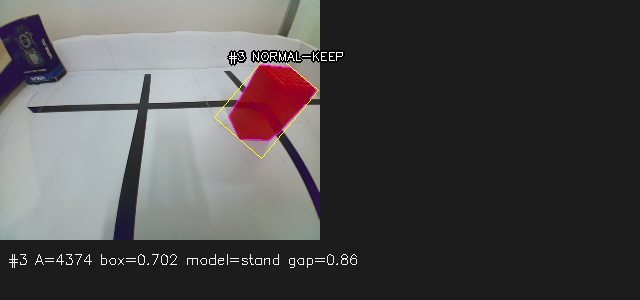 #3 NORMAL-KEEP
#3 A=4374 box=0.702 model=stand gap=0.86